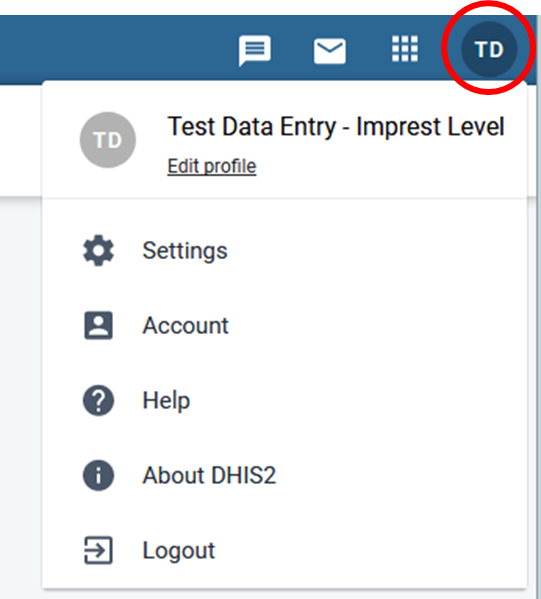 TD
TD
Test Data Entry - Imprest Level
Edit profile
Settings
Account
Help
About DHIS2
Logout